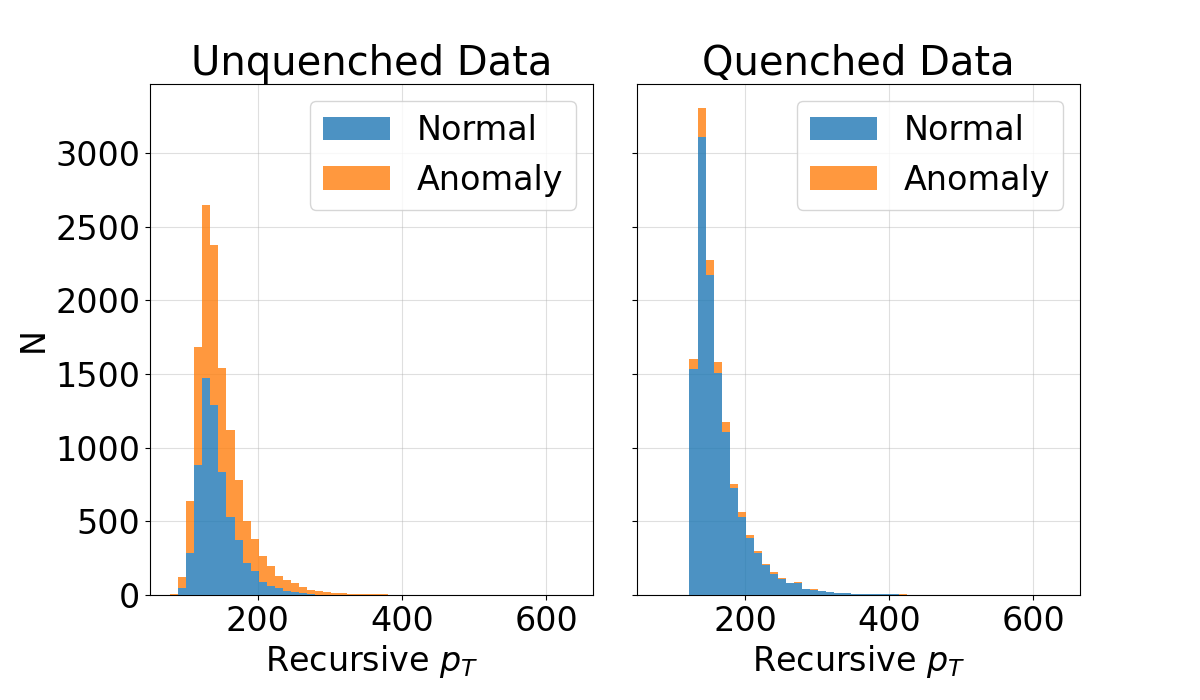 Unquenched Data
Quenched Data
Normal
Anomaly
Normal
Anomaly
N
3000
2500
2000
1500
1000
500
0
200 400 600
200 400 600
Recursive p_T
Recursive p_T